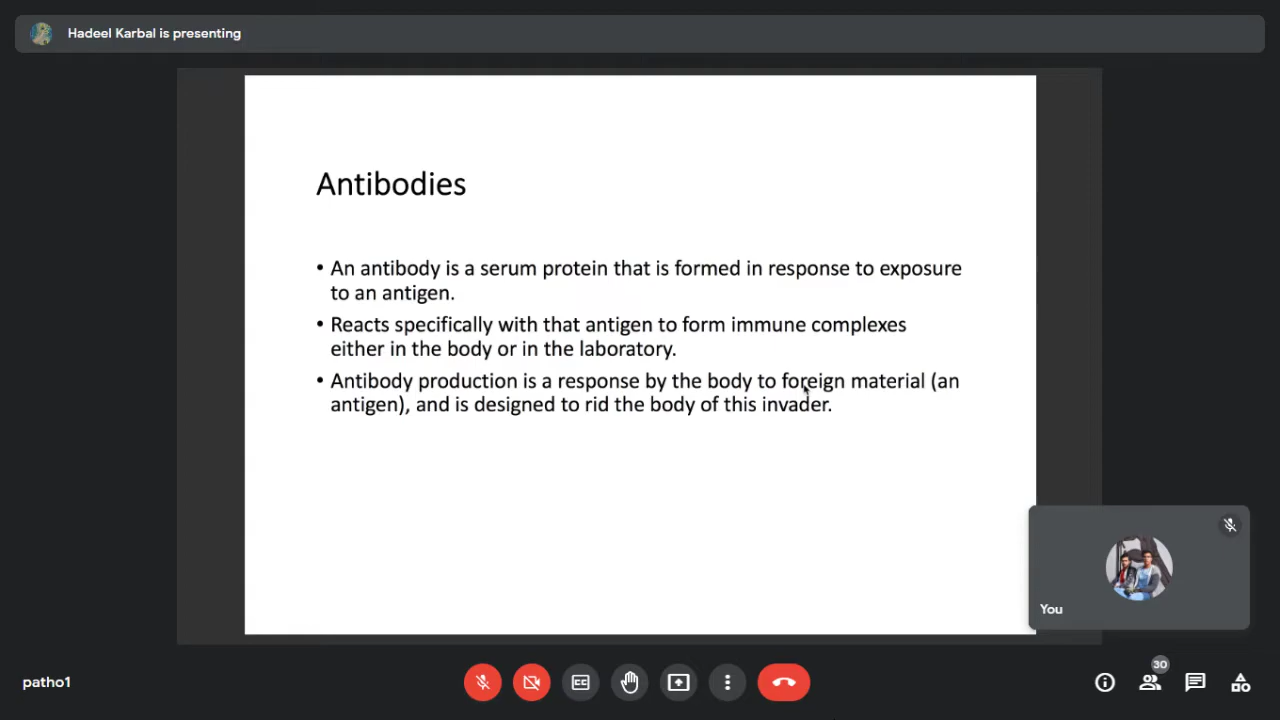 Hadeel Karbal is presenting
Antibodies
• An antibody is a serum protein that is formed in response to exposure
to an antigen.
• Reacts specifically with that antigen to form immune complexes
either in the body or in the laboratory.
• Antibody production is a response by the body to foreign material (an
antigen), and is designed to rid the body of this invader.
You
patho1
CC
30